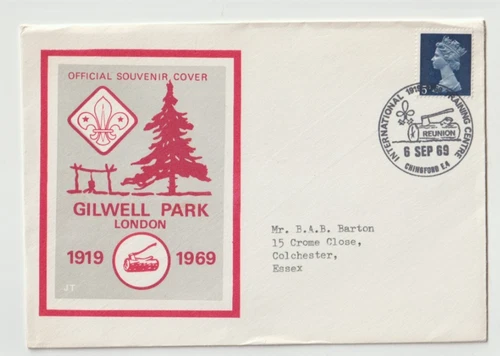 OFFICIAL SOUVENIR COVER
GILWELL PARK
LONDON
1919 1969
JT
5
INTERNATIONAL TRAINING CENTRE
REUNION
6 SEP 69
CHINGFORD E.4
Mr. B.A.B. Barton
15 Crome Close,
Colchester,
Essex